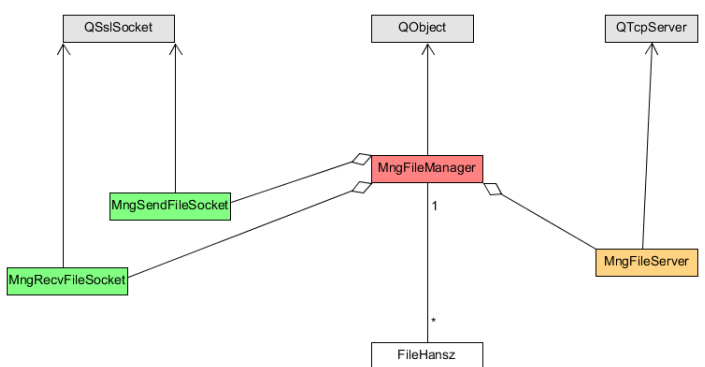 QSslSocket
QObject
QTcpServer
MngFileManager
MngSendFileSocket
1
MngFileServer
MngRecvFileSocket
*
FileHansz